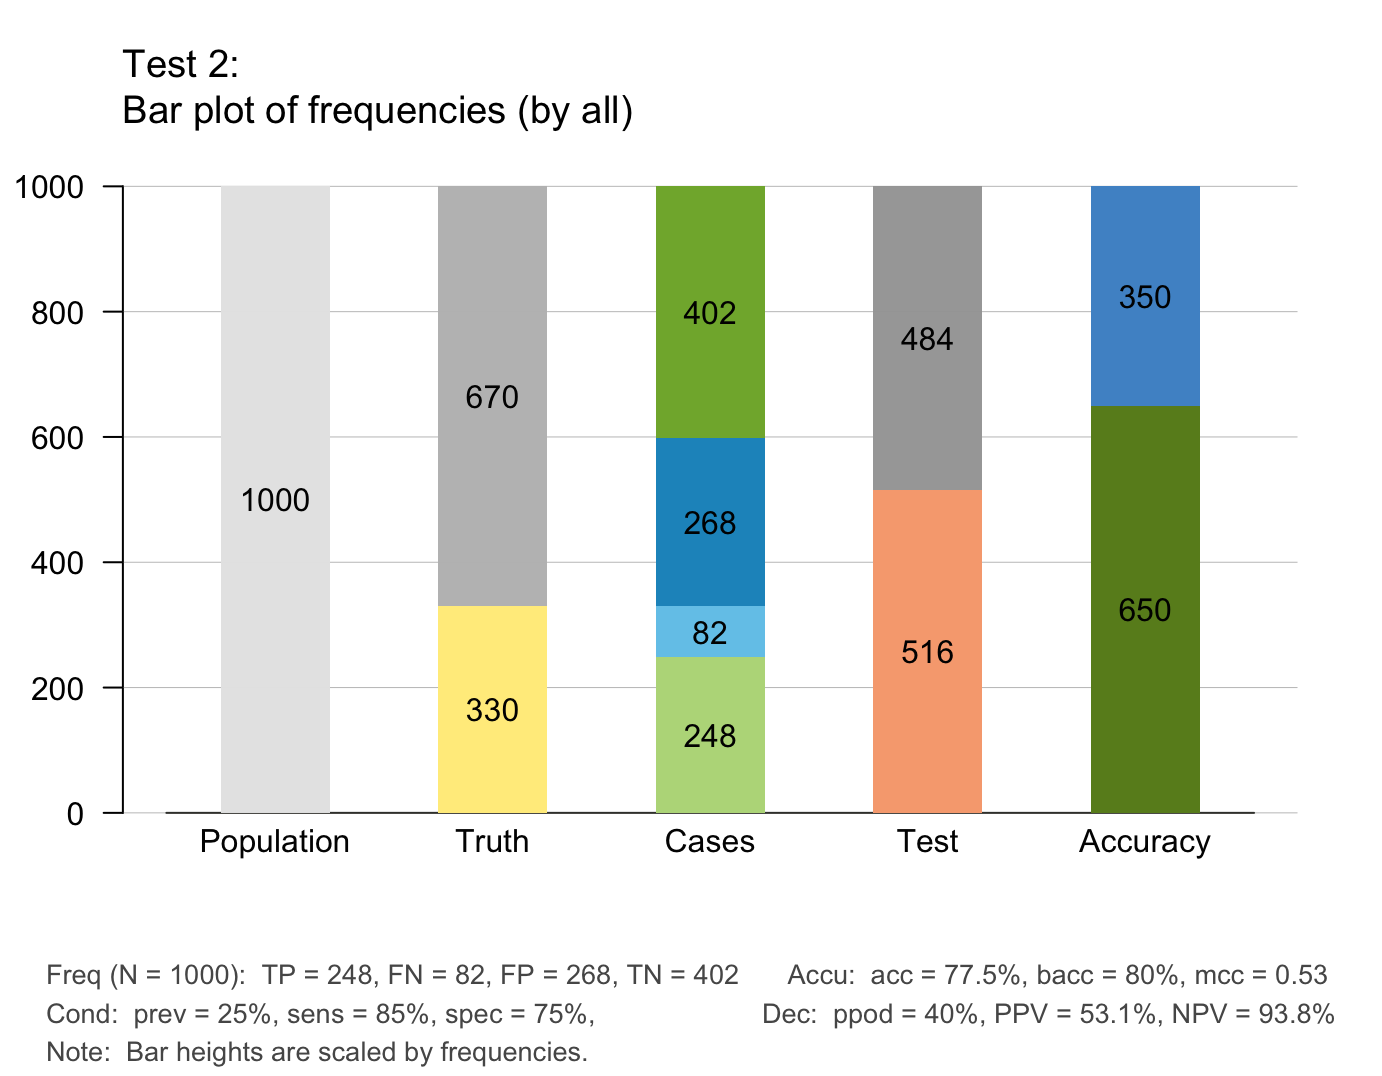 Test 2:
Bar plot of frequencies (by all)
1000
800
600
400
200
0
1000
670
330
402
268
82
248
484
516
350
650
Population
Truth
Cases
Test
Accuracy
Freq (N = 1000):  TP = 248, FN = 82, FP = 268, TN = 402
Accu:  acc = 77.5%, bacc = 80%, mcc = 0.53
Cond:  prev = 25%, sens = 85%, spec = 75%,
Dec:  ppod = 40%, PPV = 53.1%, NPV = 93.8%
Note:  Bar heights are scaled by frequencies.